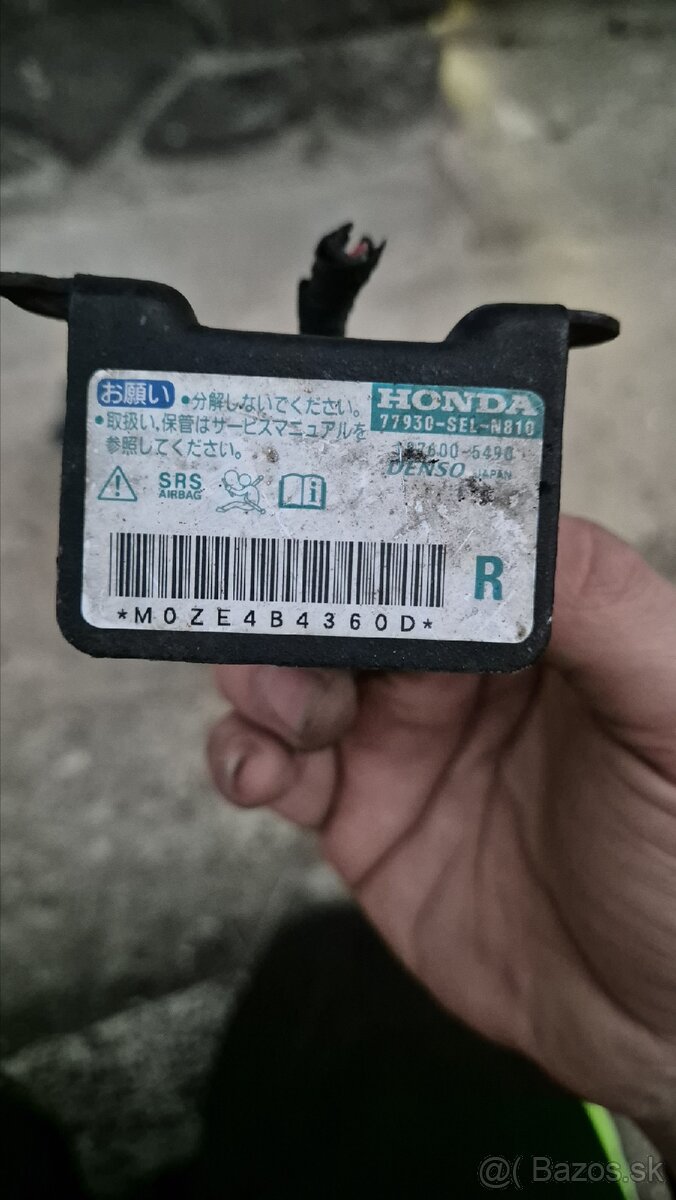 お願い •分解しないでください。
•取扱い,保管はサービスマニュアルを
参照してください。
HONDA
77930-SEL-N810
-5490
DENSO JAPAN
SRS
AIRBAG
R
*M0ZE4B4360D*
@( Bazos.sk